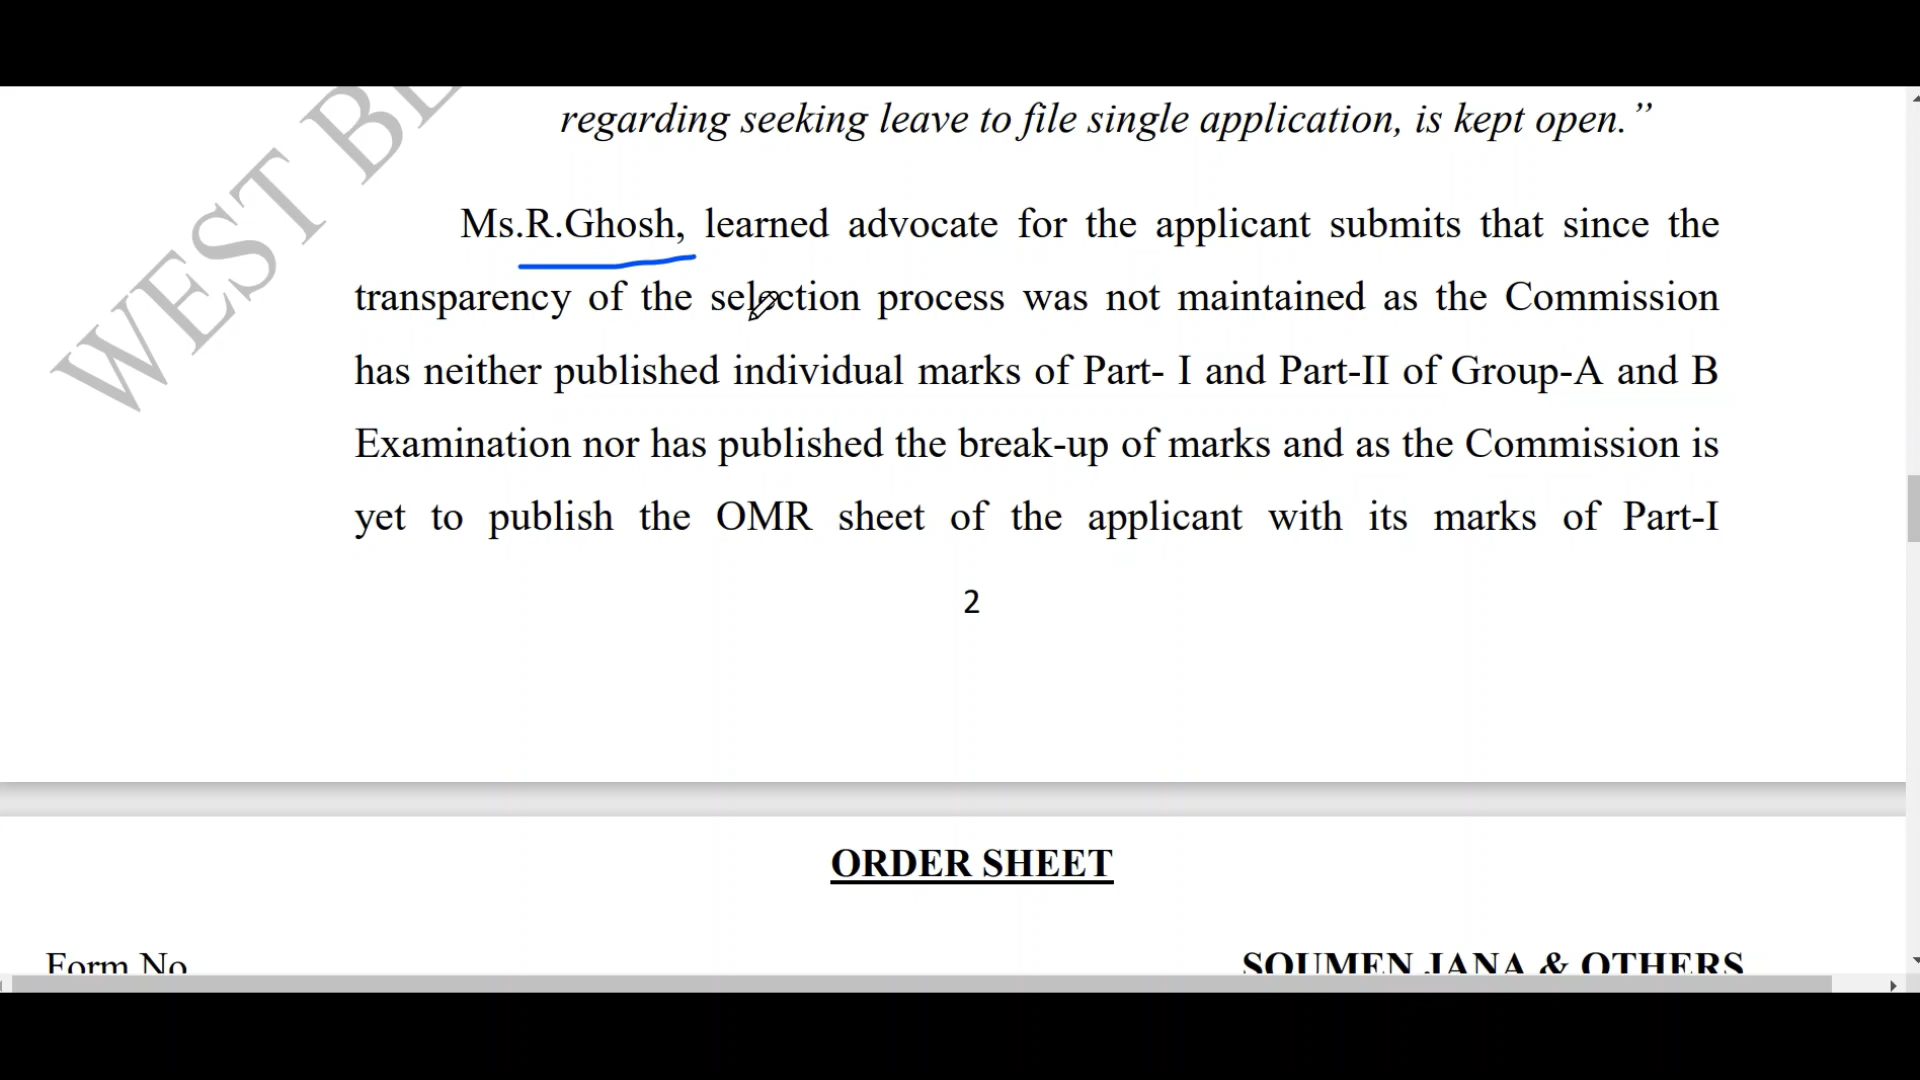 WEST BE
regarding seeking leave to file single application, is kept open.”
Ms.R.Ghosh, learned advocate for the applicant submits that since the
transparency of the selection process was not maintained as the Commission
has neither published individual marks of Part- I and Part-II of Group-A and B
Examination nor has published the break-up of marks and as the Commission is
yet to publish the OMR sheet of the applicant with its marks of Part-I
2
ORDER SHEET
Form No
SOUMEN JANA & OTHERS